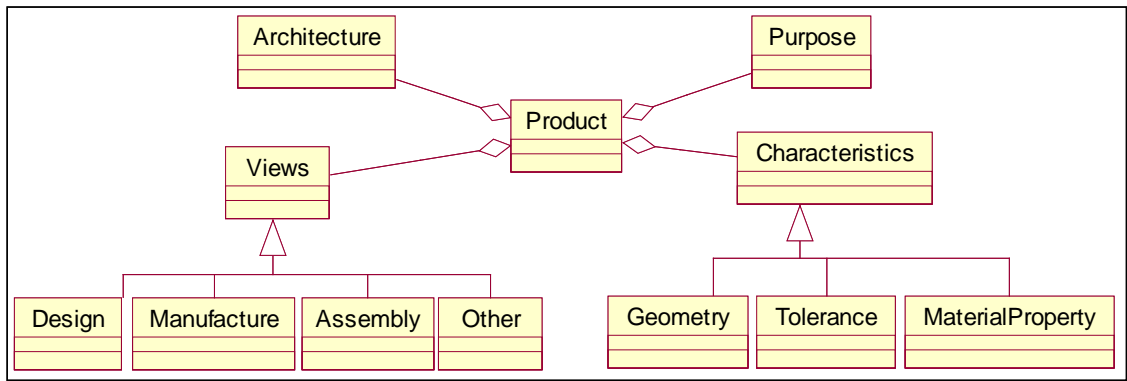 Architecture
Purpose
Product
Views
Characteristics
Design
Manufacture
Assembly
Other
Geometry
Tolerance
MaterialProperty